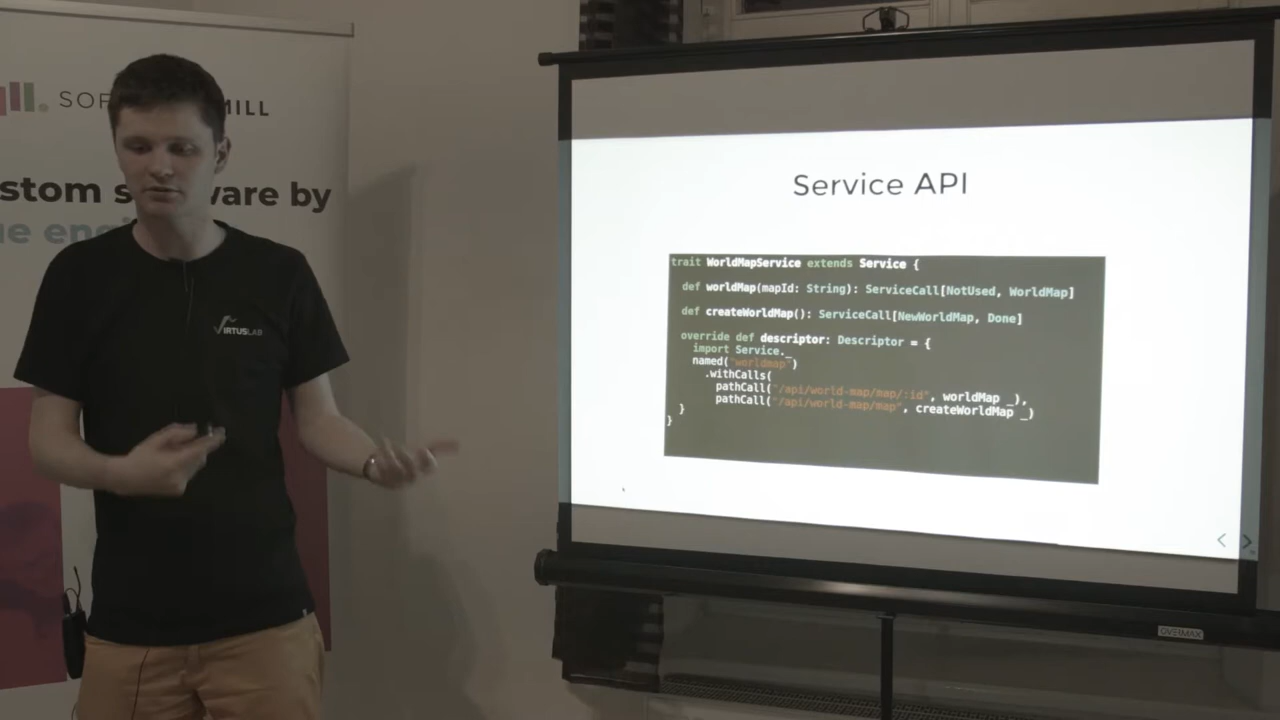 SOF MILL
stom s ware by
ue en
VIRTUSLAB
Service API
trait WorldMapService extends Service {
def worldMap(mapId: String): ServiceCall[NotUsed, WorldMap]
def createWorldMap(): ServiceCall[NewWorldMap, Done]
override def descriptor: Descriptor = {
import Service._
named("worldmap")
.withCalls(
pathCall("/api/world-map/map/:id", worldMap _),
pathCall("/api/world-map/map", createWorldMap _)
}
}
OVERMAX